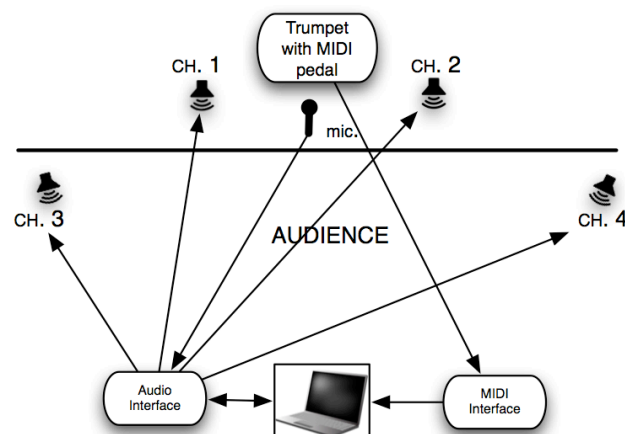 Trumpet
with MIDI
pedal
CH. 1
CH. 2
mic.
CH. 3
CH. 4
AUDIENCE
Audio
Interface
MIDI
Interface